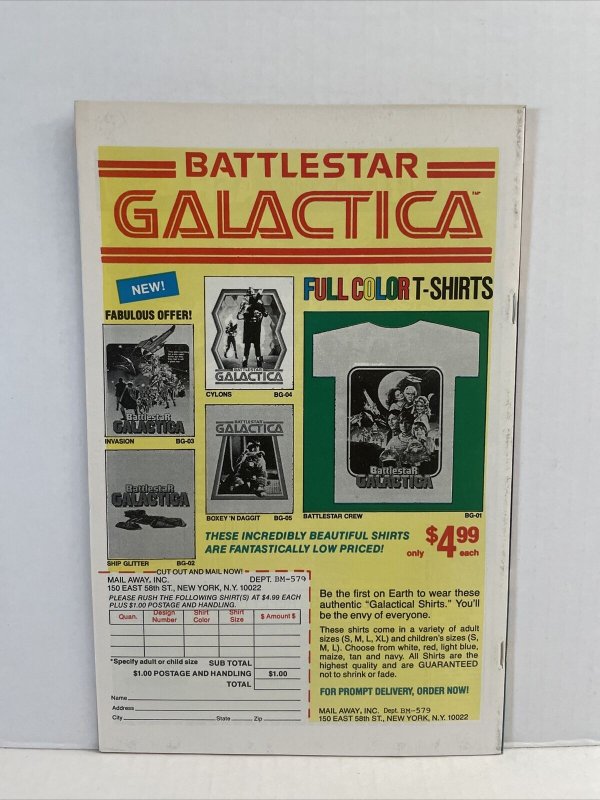 BATTLESTAR
GALACTICA
NEW!
FABULOUS OFFER!
FULL COLOR T-SHIRTS
BattlestaR
GALACTICA
INVASION BG-03
BATTLESTAR
GALACTICA
CYLONS BG-04
BattlestaR
GALACTICA
SHIP GLITTER BG-02
BATTLESTAR
GALACTICA
BOXEY 'N DAGGIT BG-05
BattlestaR
GALACTICA
BATTLESTAR CREW BG-01
THESE INCREDIBLY BEAUTIFUL SHIRTS
ARE FANTASTICALLY LOW PRICED!
only $4.99 each
CUT OUT AND MAIL NOW!
MAIL AWAY, INC. DEPT. BM-579
150 EAST 58th ST., NEW YORK, N.Y. 10022
PLEASE RUSH THE FOLLOWING SHIRT(S) AT $4.99 EACH
PLUS $1.00 POSTAGE AND HANDLING.
Quan. Design Number Shirt Color Shirt Size $ Amount $
*Specify adult or child size SUB TOTAL
$1.00 POSTAGE AND HANDLING $1.00
TOTAL
Name
Address
City State Zip
Be the first on Earth to wear these
authentic "Galactical Shirts." You'll
be the envy of everyone.
These shirts come in a variety of adult
sizes (S, M, L, XL) and children's sizes (S,
M, L). Choose from white, red, light blue,
maize, tan and navy. All Shirts are the
highest quality and are GUARANTEED
not to shrink or fade.
FOR PROMPT DELIVERY, ORDER NOW!
MAIL AWAY, INC. Dept. BM-579
150 EAST 58th ST., NEW YORK, N.Y. 10022